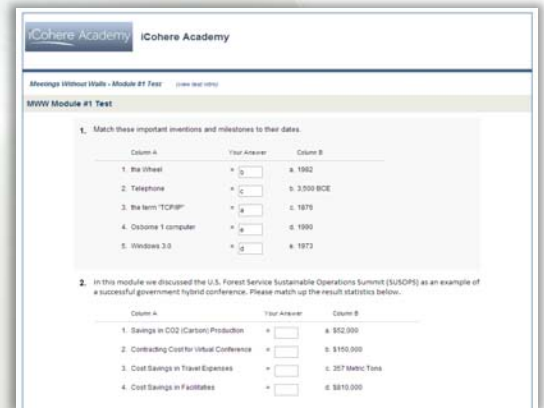 iCohere Academy iCohere Academy
Meetings Without Walls - Module #1 Test (view test intro)
MWW Module #1 Test
1. Match these important inventions and milestones to their dates.
Column A Your Answer Column B
1. the Wheel = b a. 1982
2. Telephone = c b. 3,500 BCE
3. the term "TCP/IP" = a c. 1876
4. Osborne 1 computer = e d. 1990
5. Windows 3.0 = d e. 1973
2. In this module we discussed the U.S. Forest Service Sustainable Operations Summit (SUSOPS) as an example of
a successful government hybrid conference. Please match up the result statistics below.
Column A Your Answer Column B
1. Savings in CO2 (Carbon) Production = a. $52,000
2. Contracting Cost for Virtual Conference = b. $150,000
3. Cost Savings in Travel Expenses = c. 357 Metric Tons
4. Cost Savings in Facilitaties = d. $810,000